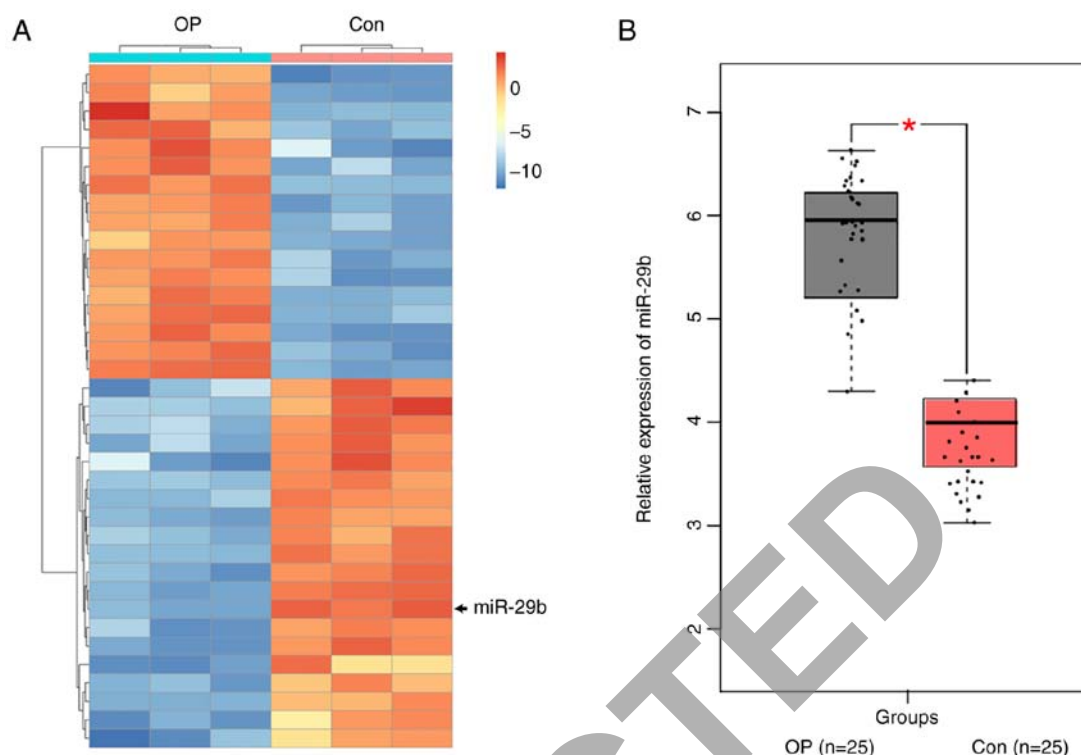 A
OP
Con
0
−5
−10
miR-29b
B
Relative expression of miR-29b
7
6
5
4
3
2
*
Groups
OP (n=25)
Con (n=25)
TED